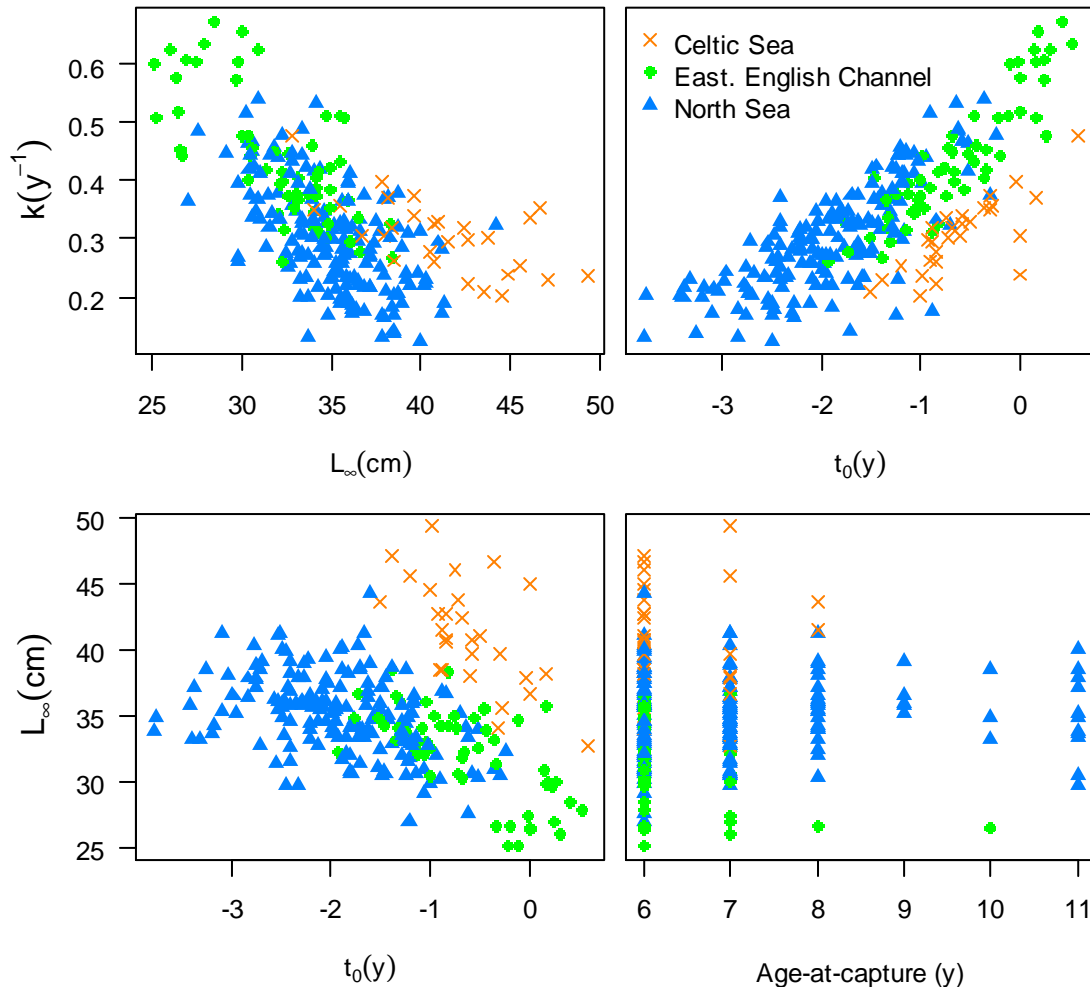 k(y⁻¹)
0.6
0.5
0.4
0.3
0.2
25 30 35 40 45 50
L∞(cm)
Celtic Sea
East. English Channel
North Sea
-3 -2 -1 0
t₀(y)
L∞(cm)
50
45
40
35
30
25
-3 -2 -1 0
t₀(y)
6 7 8 9 10 11
Age-at-capture (y)